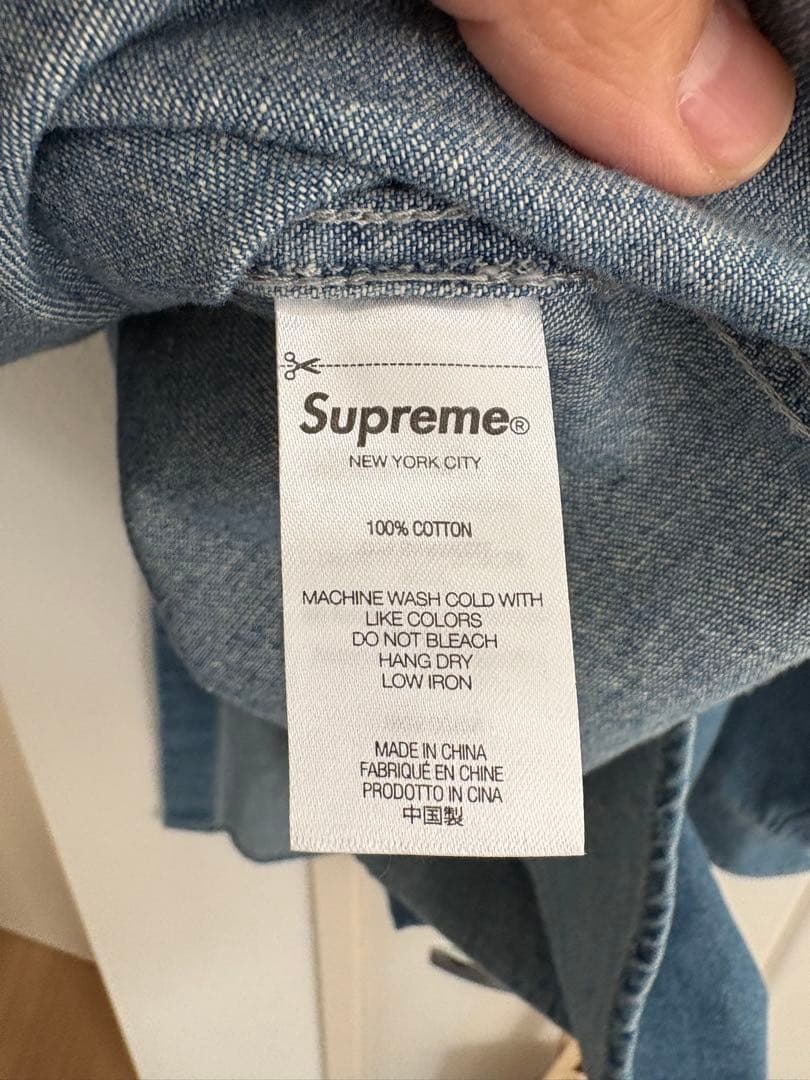 Supreme®
NEW YORK CITY
100% COTTON
MACHINE WASH COLD WITH
LIKE COLORS
DO NOT BLEACH
HANG DRY
LOW IRON
MADE IN CHINA
FABRIQUÉ EN CHINE
PRODOTTO IN CINA
中国製